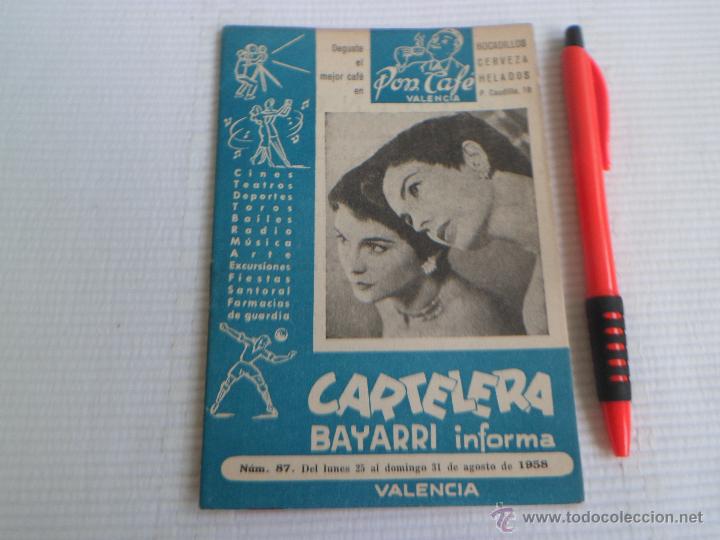 Deguste
el
mejor café
en
Pon Café
VALENCIA
BOCADILLOS
CERVEZA
HELADOS
P. Caudillo, 18
Cines
Teatros
Deportes
Toros
Bailes
Radio
Música
Arte
Excursiones
Fiestas
Santoral
Farmacias
de guardia
CARTELERA
BAYARRI informa
Núm. 87. Del lunes 25 al domingo 31 de agosto de 1958
VALENCIA
www.todocoleccion.net